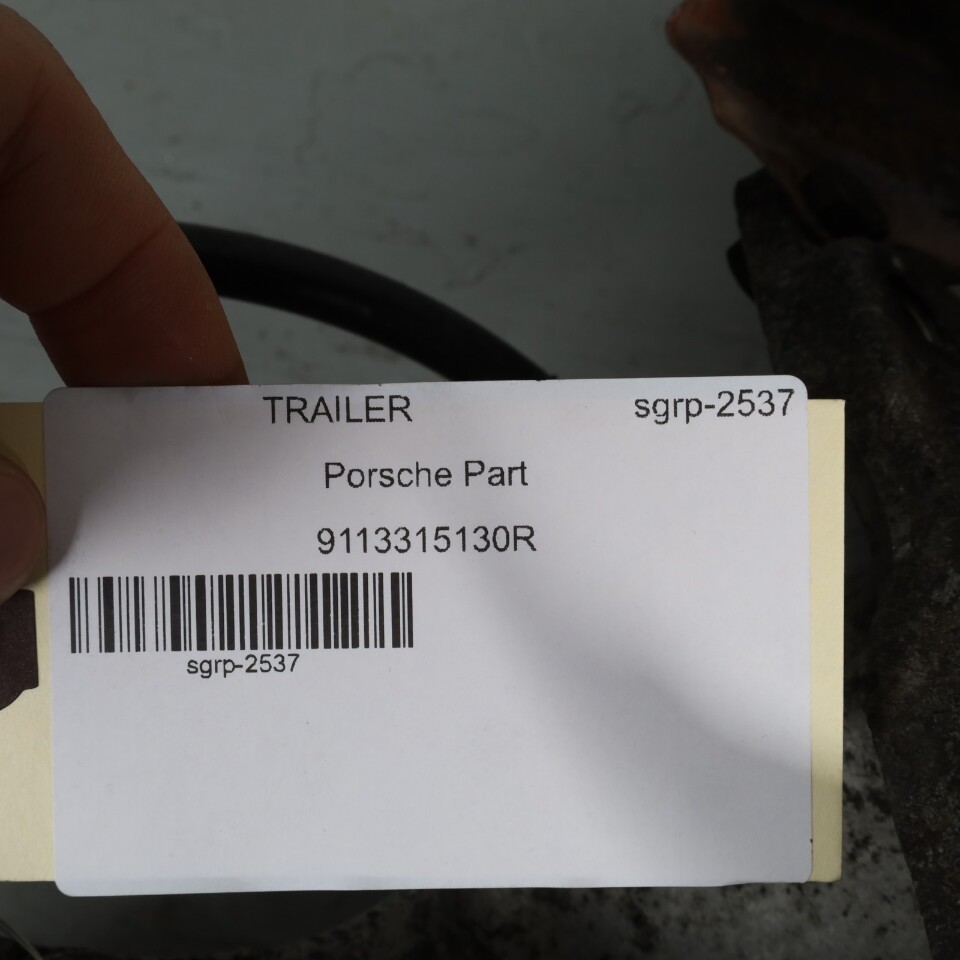 TRAILER sgrp-2537
Porsche Part
9113315130R
sgrp-2537